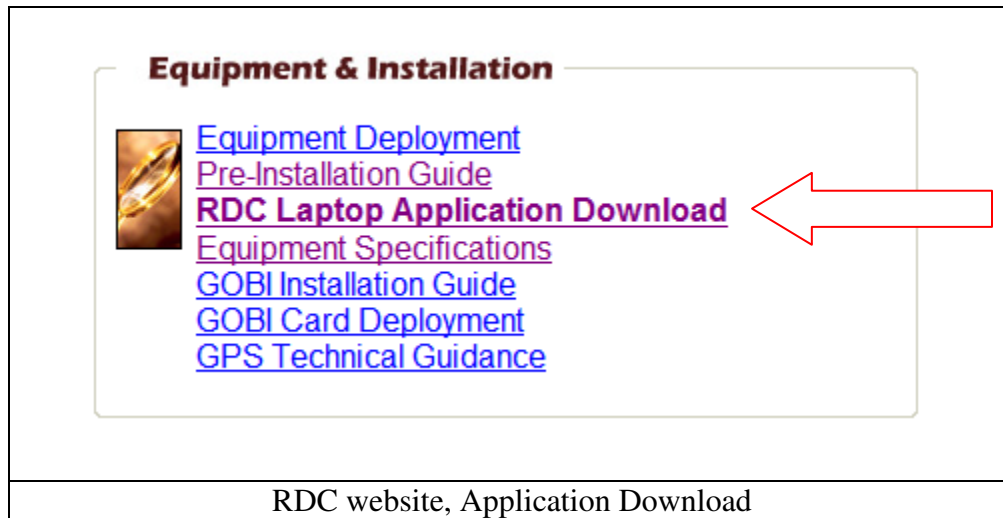 Equipment & Installation
Equipment Deployment
Pre-Installation Guide
RDC Laptop Application Download
Equipment Specifications
GOBI Installation Guide
GOBI Card Deployment
GPS Technical Guidance
RDC website, Application Download